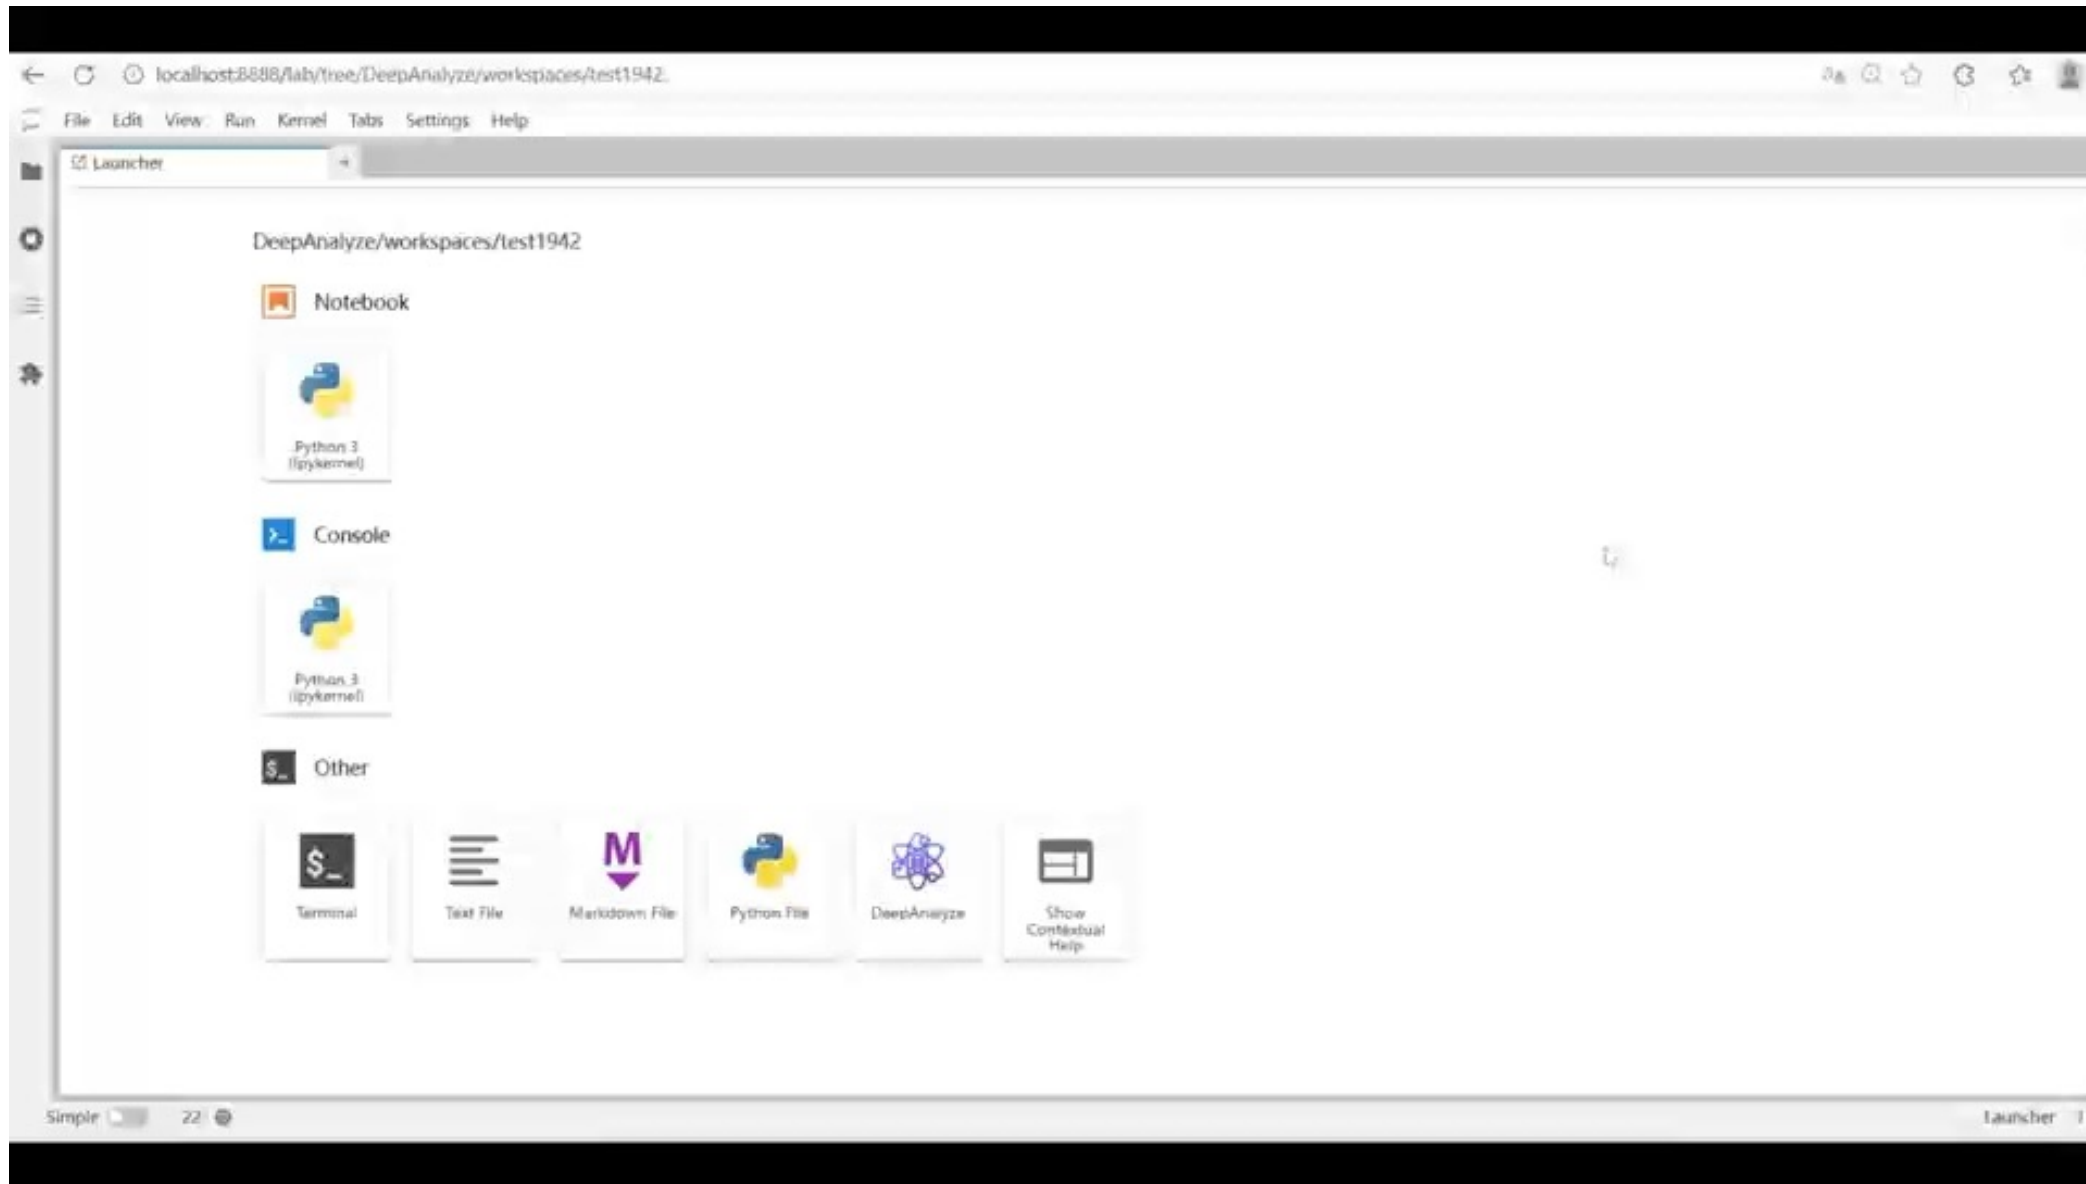 localhost:8888/lab/tree/DeepAnalyze/workspaces/test1942
File Edit View Run Kernel Tabs Settings Help
Launcher
DeepAnalyze/workspaces/test1942
Notebook
Python 3
(ipykernel)
$_ Console
Python 3
(ipykernel)
$_ Other
$_
M
Terminal
Text File
Markdown File
Python File
DeepAnalyze
Show
Contextual
Help
Simple 22
Launcher